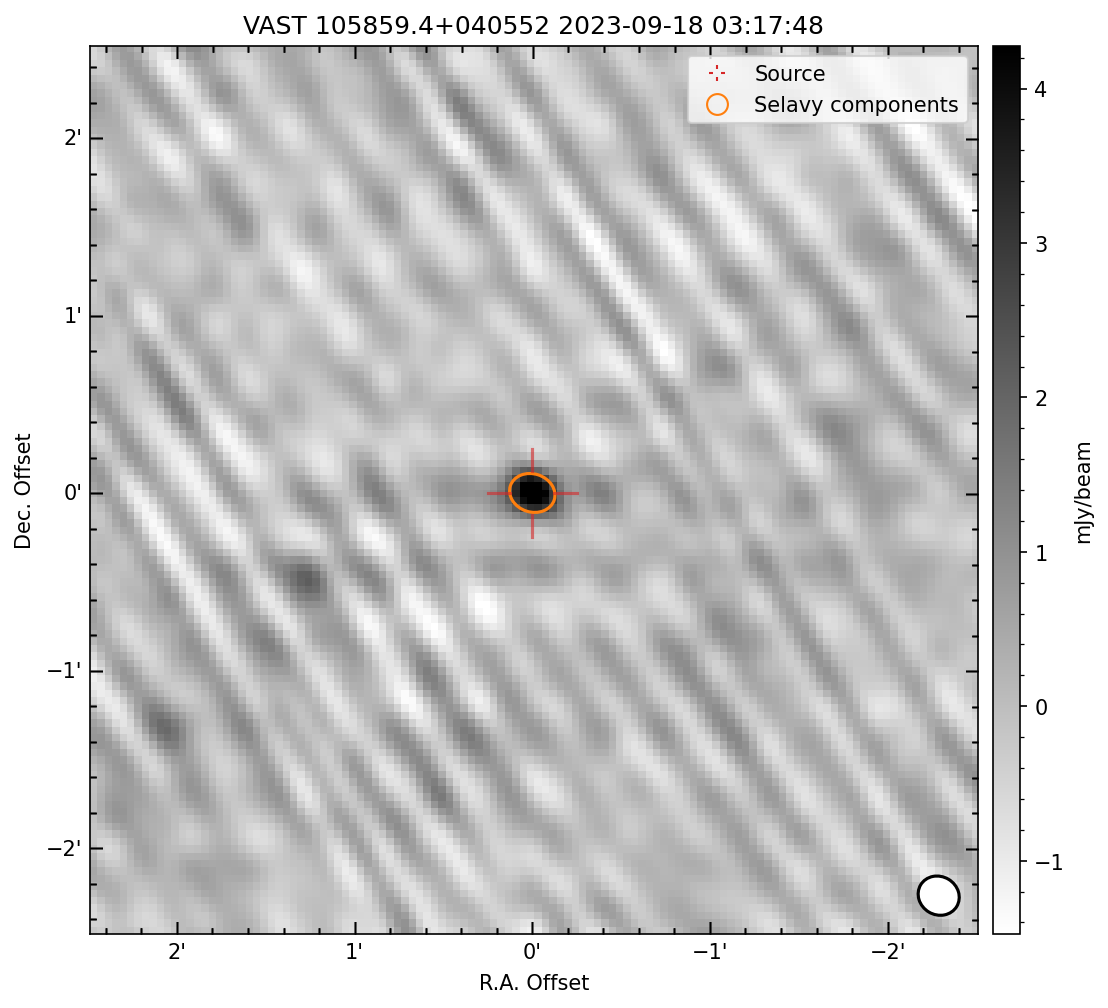 VAST 105859.4+040552 2023-09-18 03:17:48
Source
Selavy components
2'
1'
0'
−1'
−2'
Dec. Offset
2'
1'
0'
−1'
−2'
R.A. Offset
4
3
2
1
0
−1
mJy/beam